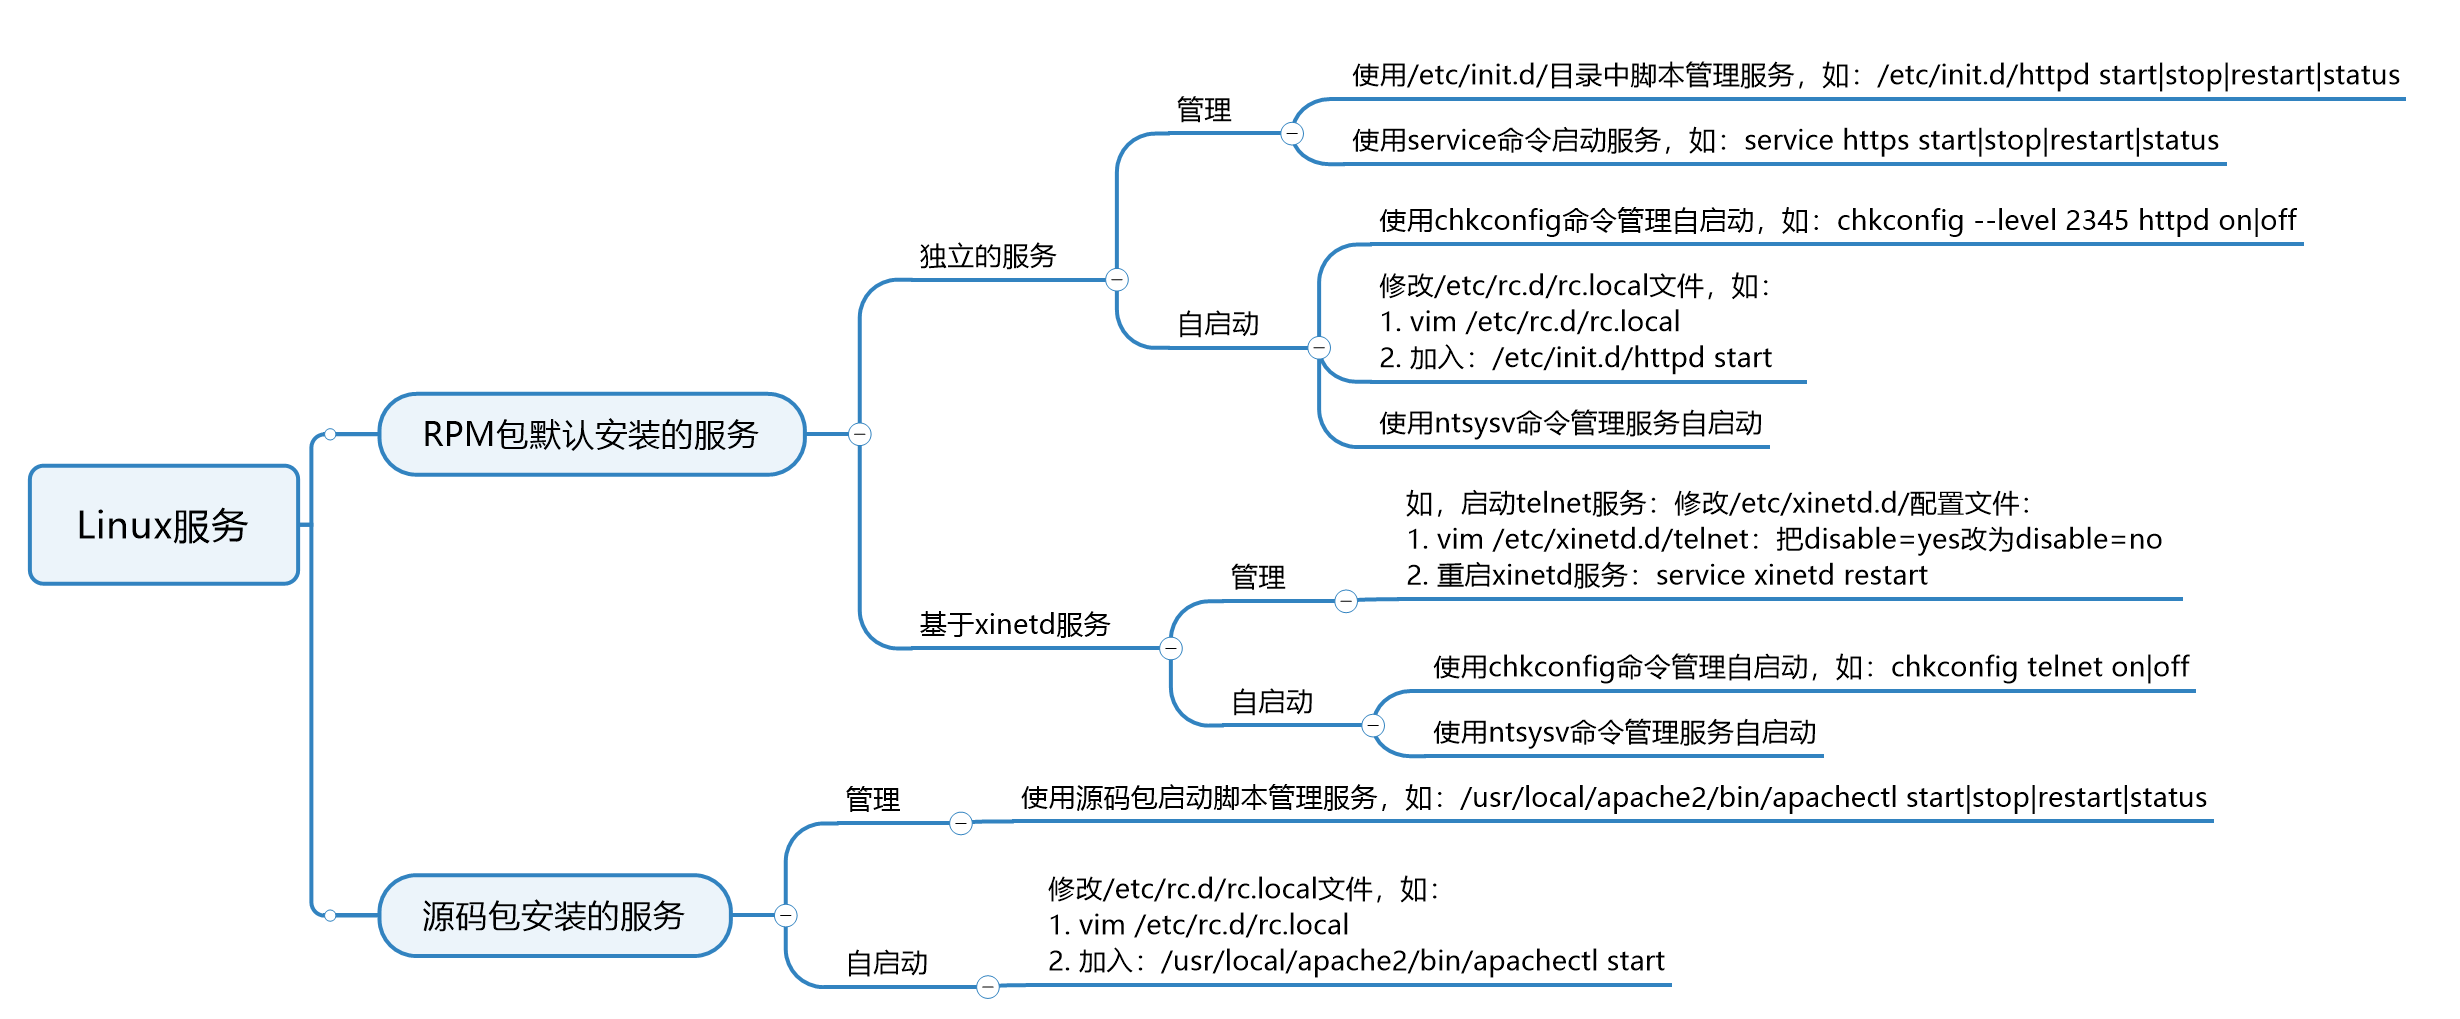 Linux服务
RPM包默认安装的服务
独立的服务
管理
使用/etc/init.d/目录中脚本管理服务，如：/etc/init.d/httpd start|stop|restart|status
使用service命令启动服务，如：service https start|stop|restart|status
自启动
使用chkconfig命令管理自启动，如：chkconfig --level 2345 httpd on|off
修改/etc/rc.d/rc.local文件，如：
1. vim /etc/rc.d/rc.local
2. 加入：/etc/init.d/httpd start
使用ntsysv命令管理服务自启动
基于xinetd服务
管理
如，启动telnet服务：修改/etc/xinetd.d/配置文件：
1. vim /etc/xinetd.d/telnet：把disable=yes改为disable=no
2. 重启xinetd服务：service xinetd restart
自启动
使用chkconfig命令管理自启动，如：chkconfig telnet on|off
使用ntsysv命令管理服务自启动
源码包安装的服务
管理
使用源码包启动脚本管理服务，如：/usr/local/apache2/bin/apachectl start|stop|restart|status
自启动
修改/etc/rc.d/rc.local文件，如：
1. vim /etc/rc.d/rc.local
2. 加入：/usr/local/apache2/bin/apachectl start